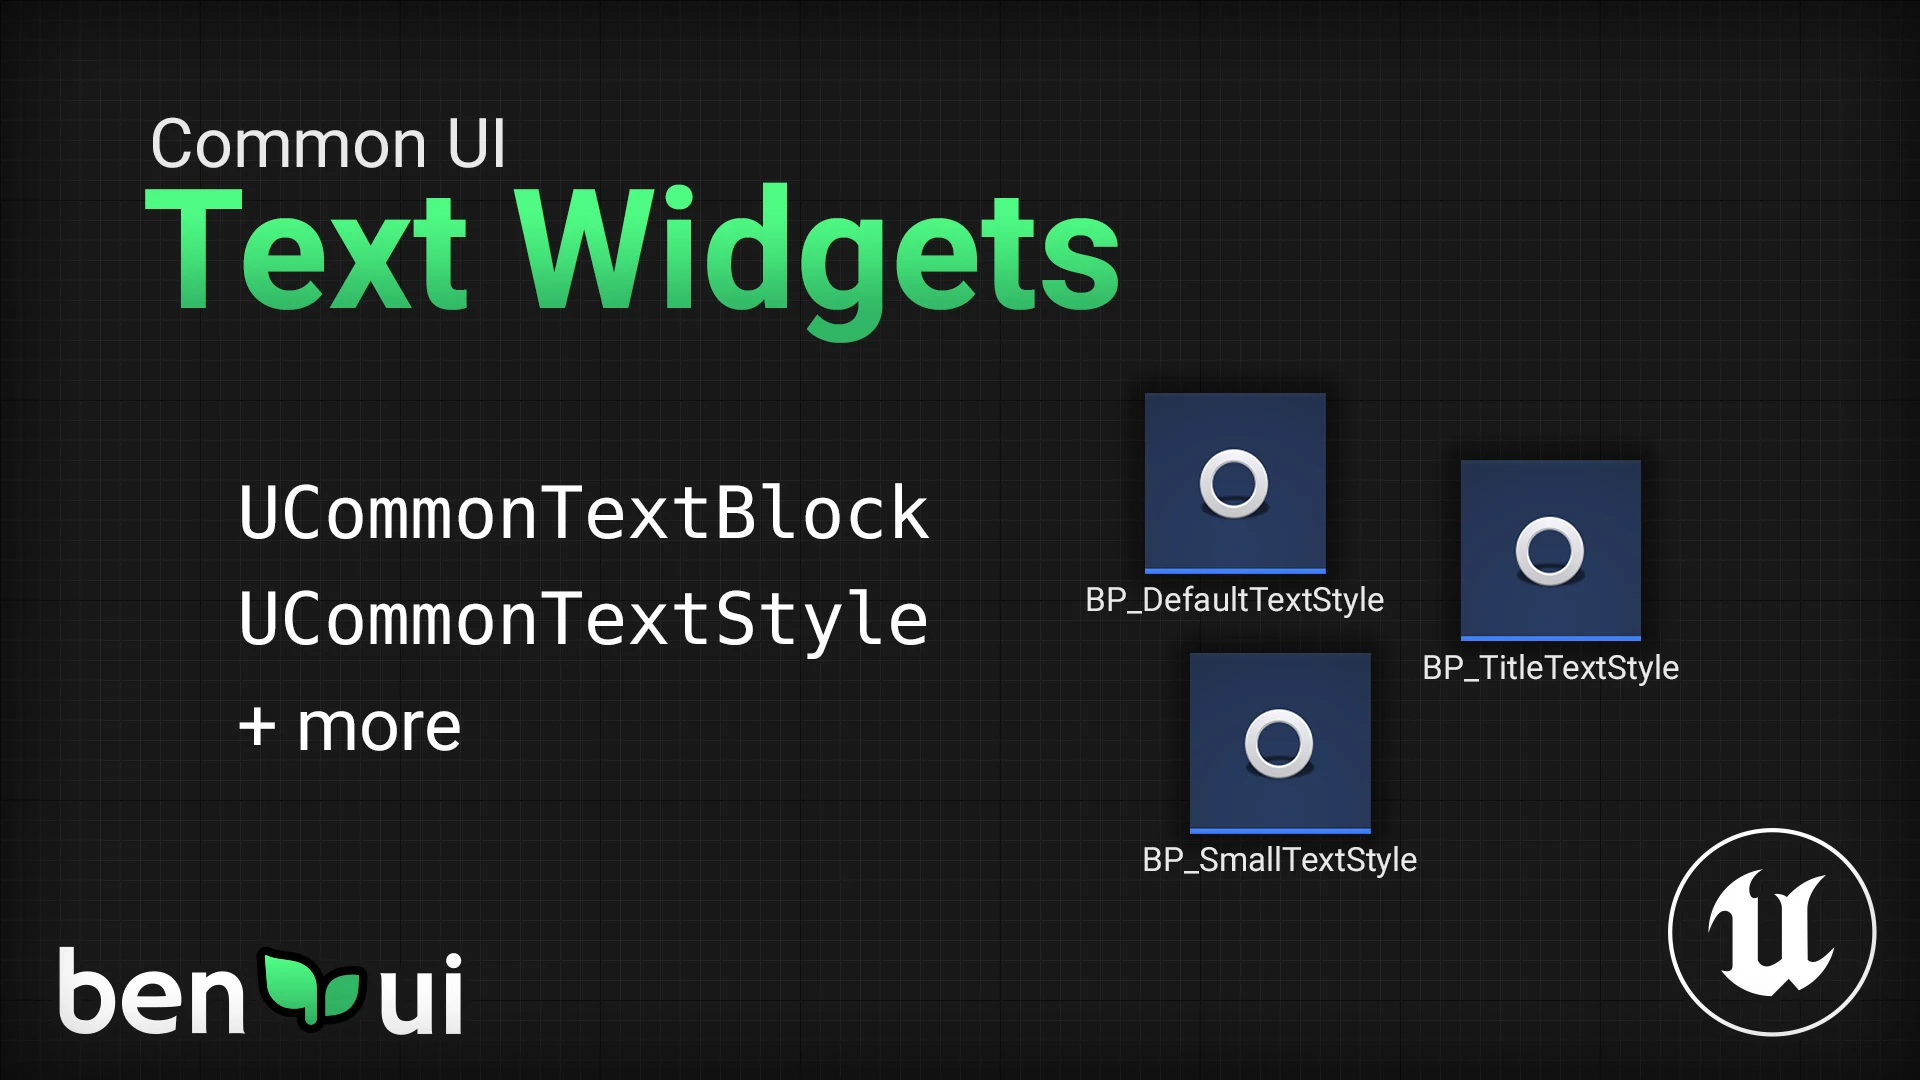 Common UI
Text Widgets
UCommonTextBlock
UCommonTextStyle
+ more
BP_DefaultTextStyle
BP_TitleTextStyle
BP_SmallTextStyle
ben ui